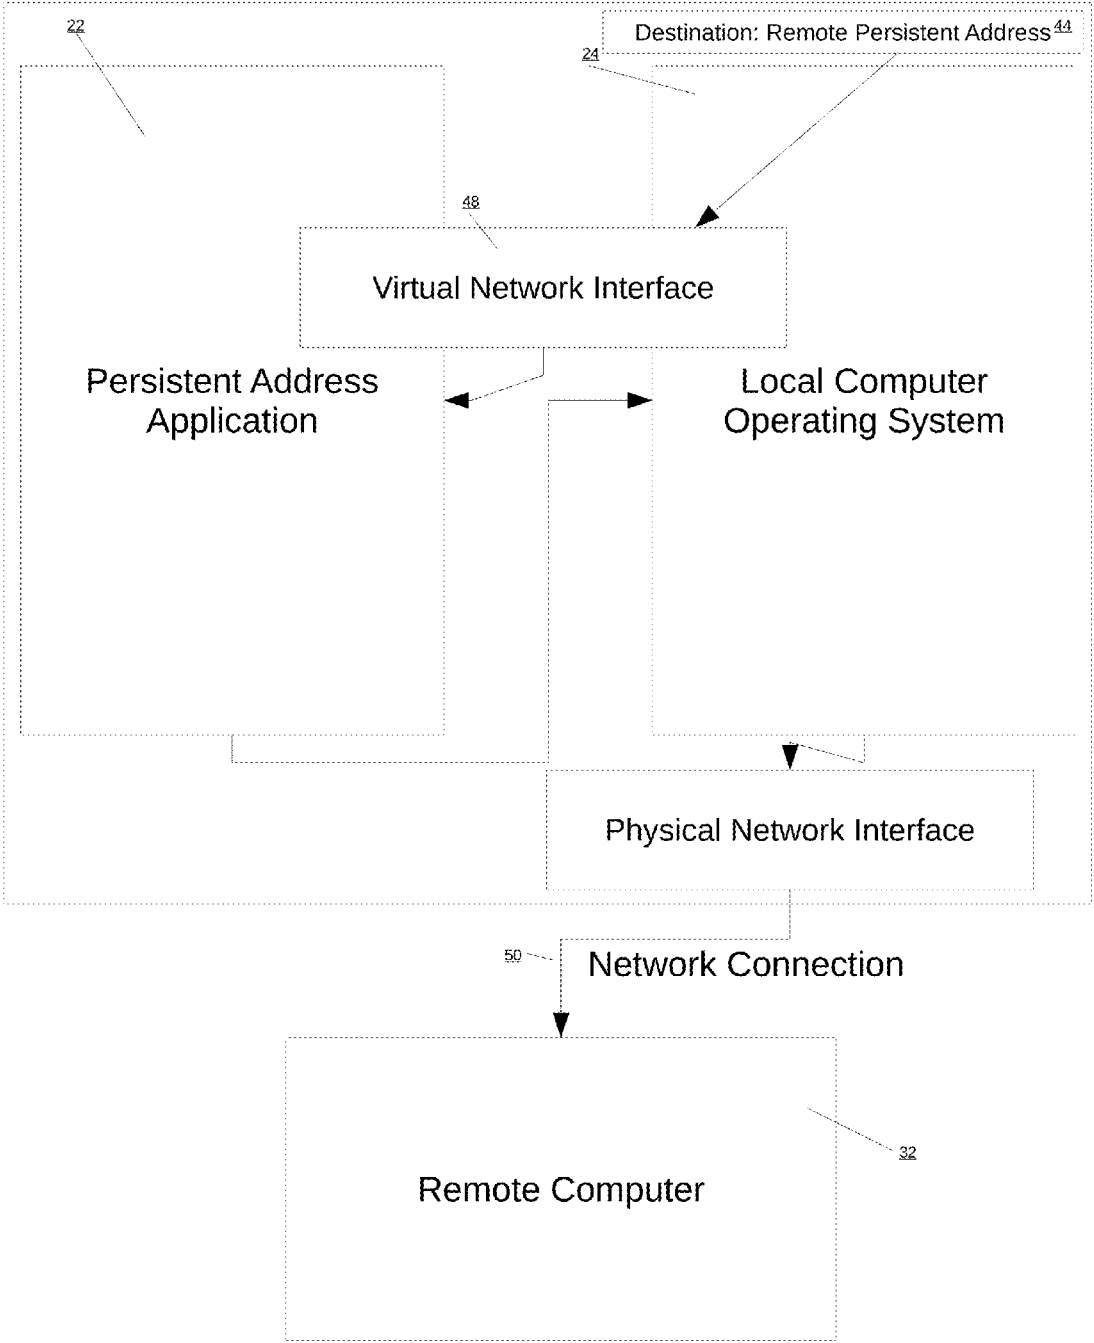 22
Destination: Remote Persistent Address 44
24
48
Virtual Network Interface
Persistent Address
Application
Local Computer
Operating System
Physical Network Interface
50
Network Connection
32
Remote Computer